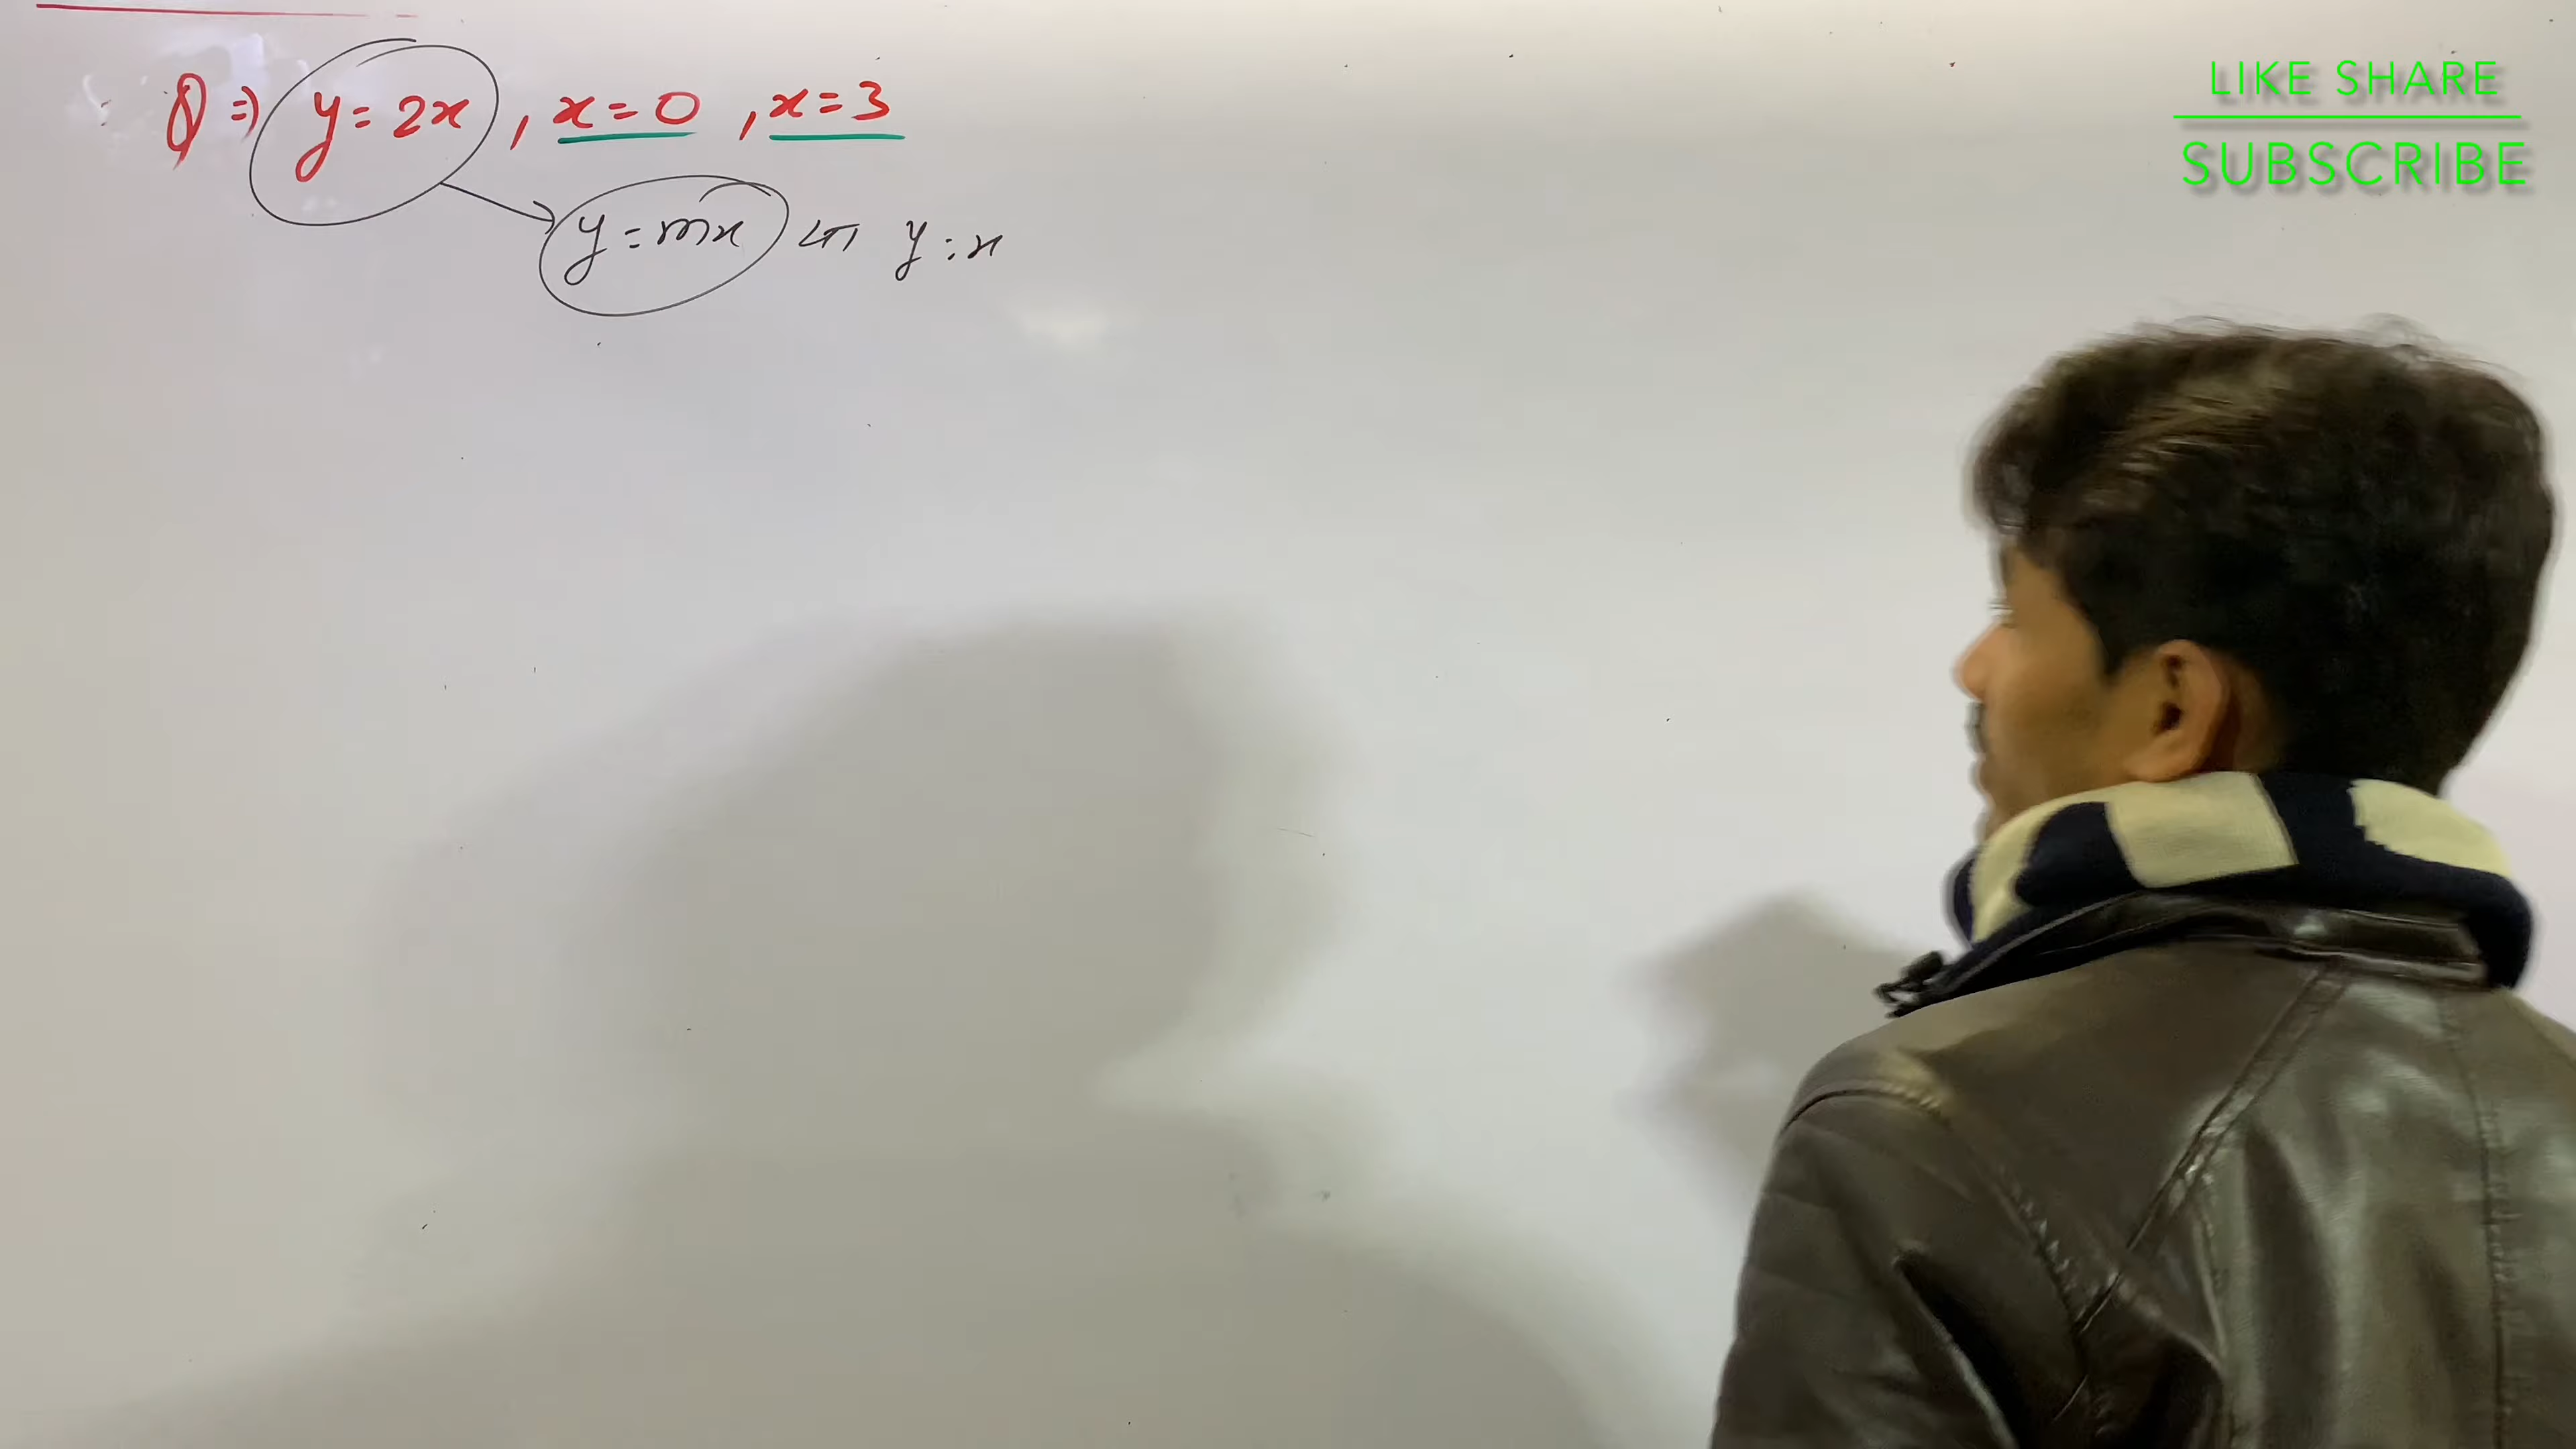 Q ⇒ y = 2x , x = 0 , x = 3
y = mx y = x
LIKE SHARE
SUBSCRIBE